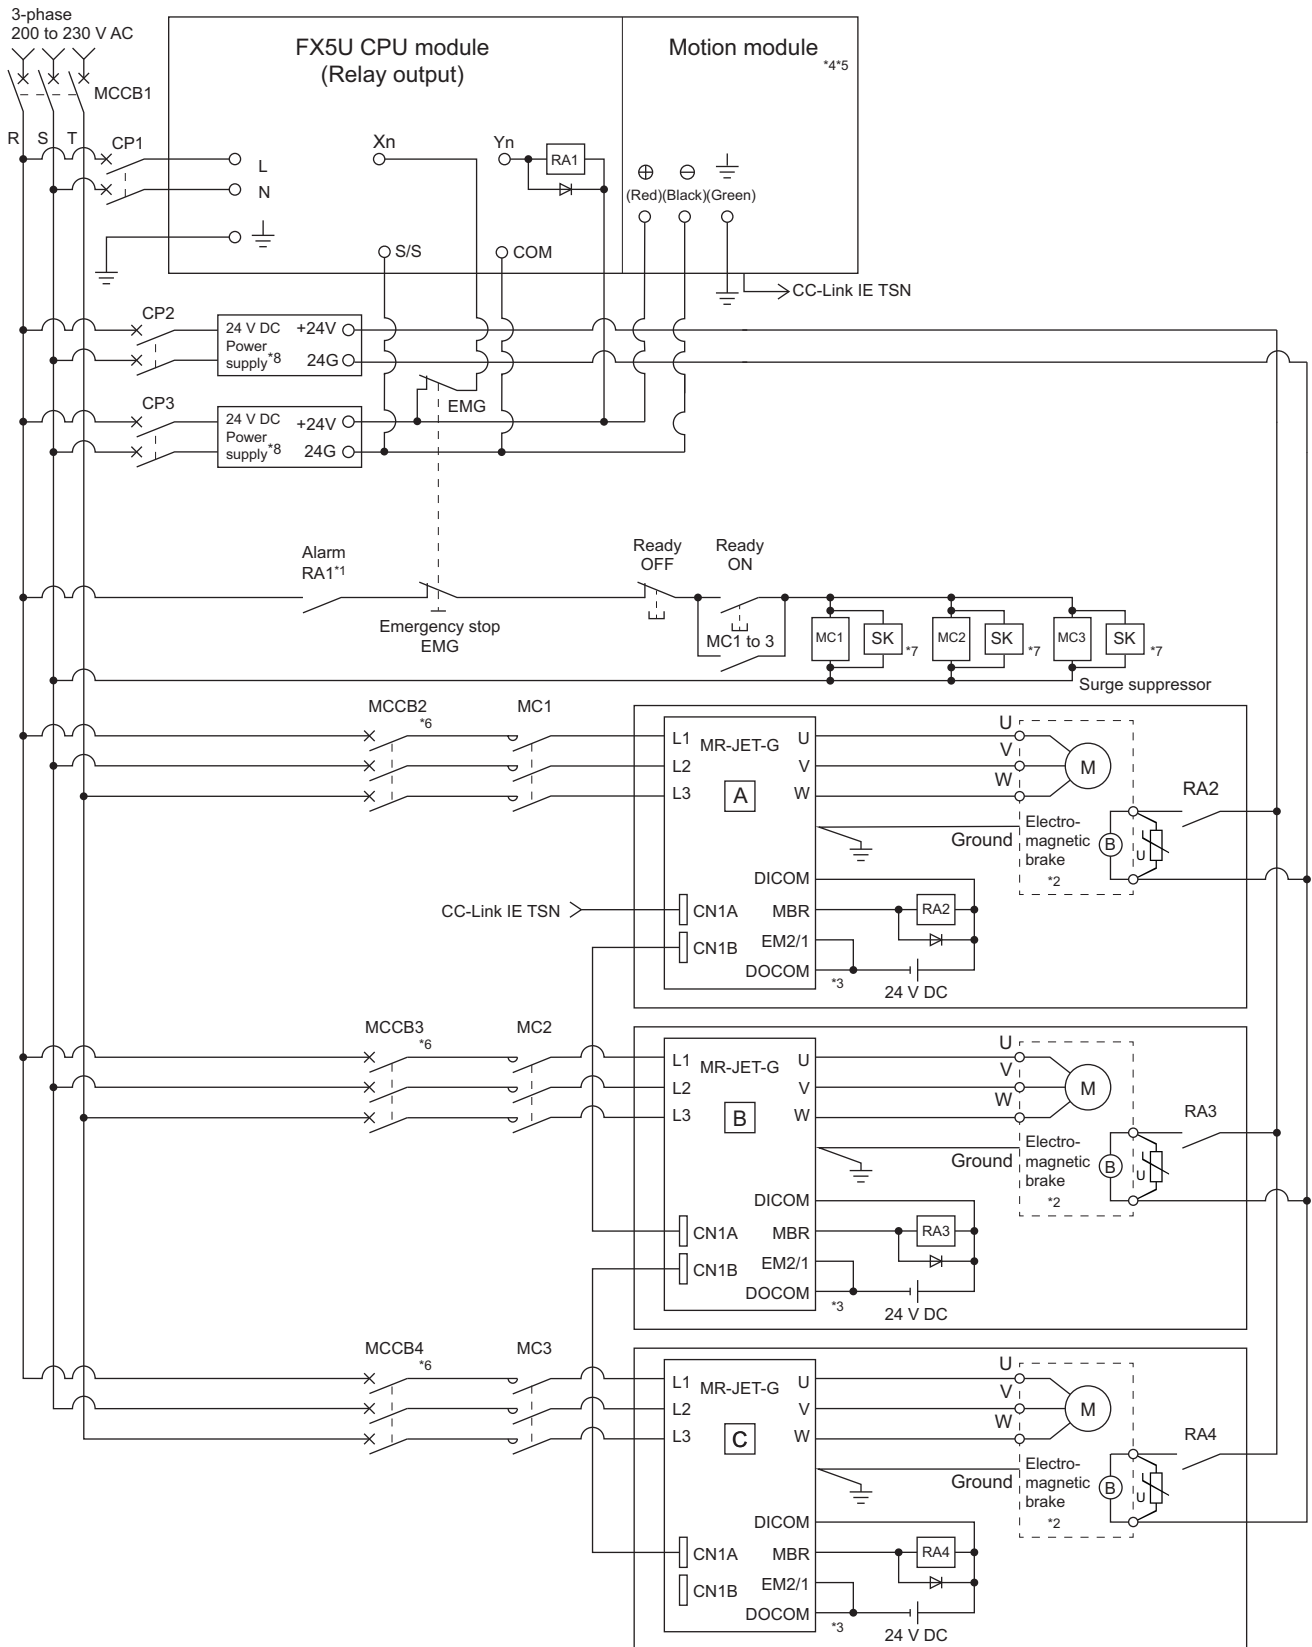 3-phase
200 to 230 V AC
MCCB1
R S T
CP1
FX5U CPU module
(Relay output)
Motion module
*4*5
L
N
Xn
Yn
RA1
(Red)(Black)(Green)
S/S
COM
CC-Link IE TSN
CP2
24 V DC
Power
supply*8
+24V
24G
EMG
CP3
24 V DC
Power
supply*8
+24V
24G
Alarm
RA1*1
Emergency stop
EMG
Ready
OFF
Ready
ON
MC1 to 3
MC1
SK
*7
MC2
SK
*7
MC3
SK
*7
Surge suppressor
MCCB2
*6
MC1
L1
L2
L3
MR-JET-G
A
U
V
W
U
V
W
M
Ground
Electro-
magnetic
brake
*2
B
U
RA2
DICOM
MBR
EM2/1
DOCOM
RA2
*3
24 V DC
CC-Link IE TSN
CN1A
CN1B
MCCB3
*6
MC2
L1
L2
L3
MR-JET-G
B
U
V
W
U
V
W
M
Ground
Electro-
magnetic
brake
*2
B
U
RA3
DICOM
MBR
EM2/1
DOCOM
RA3
*3
24 V DC
CN1A
CN1B
MCCB4
*6
MC3
L1
L2
L3
MR-JET-G
C
U
V
W
U
V
W
M
Ground
Electro-
magnetic
brake
*2
B
U
RA4
DICOM
MBR
EM2/1
DOCOM
RA4
*3
24 V DC
CN1A
CN1B